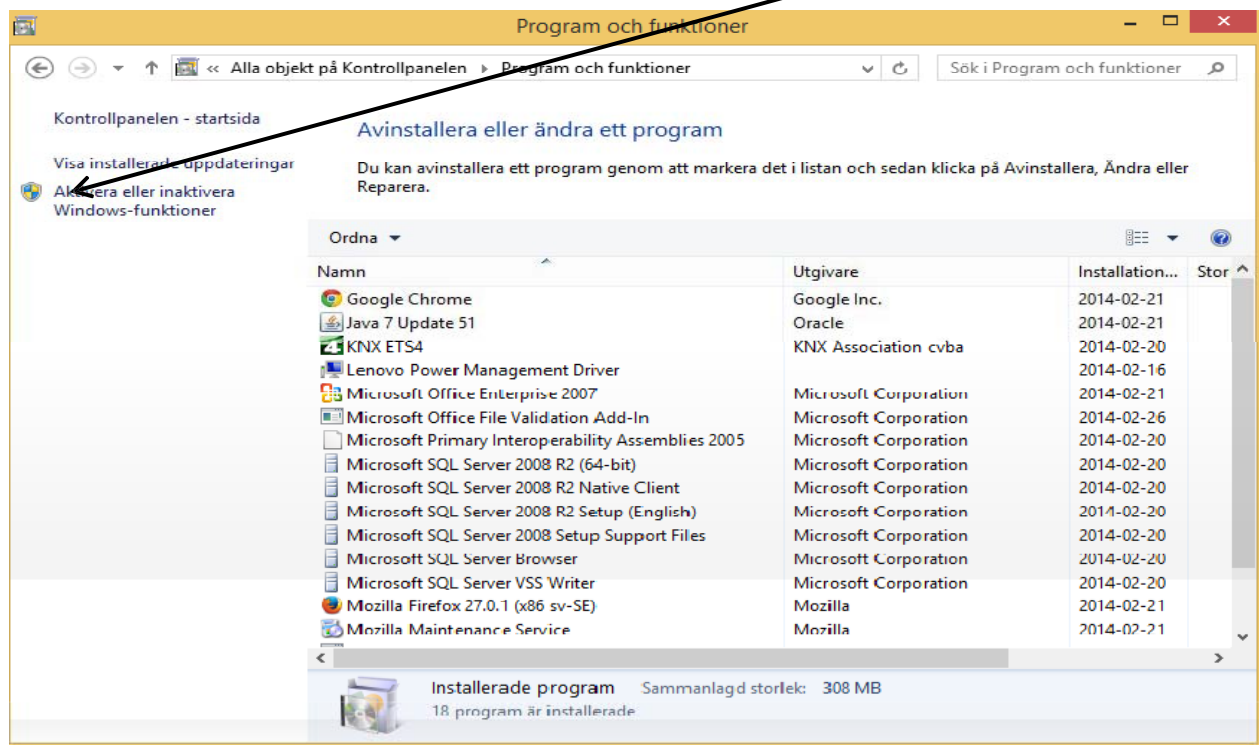 Program och funktioner
« Alla objekt på Kontrollpanelen Program och funktioner
Sök i Program och funktioner
Kontrollpanelen - startsida
Visa installerade uppdateringar
Aktivera eller inaktivera
Windows-funktioner
Avinstallera eller ändra ett program
Du kan avinstallera ett program genom att markera det i listan och sedan klicka på Avinstallera, Ändra eller
Reparera.
Ordna
Namn Utgivare Installation... Stor
Google Chrome Google Inc. 2014-02-21
Java 7 Update 51 Oracle 2014-02-21
KNX ETS4 KNX Association cvba 2014-02-20
Lenovo Power Management Driver 2014-02-16
Microsoft Office Enterprise 2007 Microsoft Corporation 2014-02-21
Microsoft Office File Validation Add-In Microsoft Corporation 2014-02-26
Microsoft Primary Interoperability Assemblies 2005 Microsoft Corporation 2014-02-20
Microsoft SQL Server 2008 R2 (64-bit) Microsoft Corporation 2014-02-20
Microsoft SQL Server 2008 R2 Native Client Microsoft Corporation 2014-02-20
Microsoft SQL Server 2008 R2 Setup (English) Microsoft Corporation 2014-02-20
Microsoft SQL Server 2008 Setup Support Files Microsoft Corporation 2014-02-20
Microsoft SQL Server Browser Microsoft Corporation 2014-02-20
Microsoft SQL Server VSS Writer Microsoft Corporation 2014-02-20
Mozilla Firefox 27.0.1 (x86 sv-SE) Mozilla 2014-02-21
Mozilla Maintenance Service Mozilla 2014-02-21
Installerade program Sammanlagd storlek: 308 MB
18 program är installerade